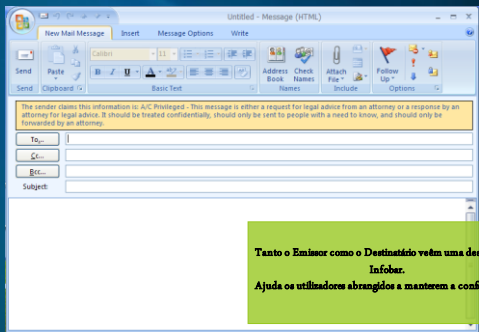 Untitled - Message (HTML)
New Mail Message Insert Message Options Write
Calibri 11
Send Paste Address Book Check Names Attach File Follow Up
Send Clipboard Basic Text Names Include Options
The sender claims this information is: A/C Privileged - This message is either a request for legal advice from an attorney or a response by an
attorney for legal advice. It should be treated confidentially, should only be sent to people with a need to know, and should only be
forwarded by an attorney.
To...
Cc...
Bcc...
Subject:
Tanto o Emissor como o Destinatário veêm uma des
Infobar.
Ajuda os utilizadores abrangidos a manterem a confi